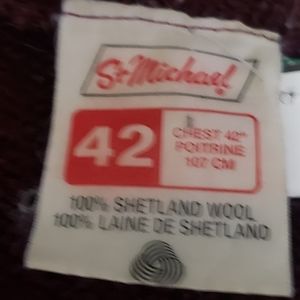 St Michael
42
CHEST 42"
POITRINE
107 CM
100% SHETLAND WOOL
100% LAINE DE SHETLAND